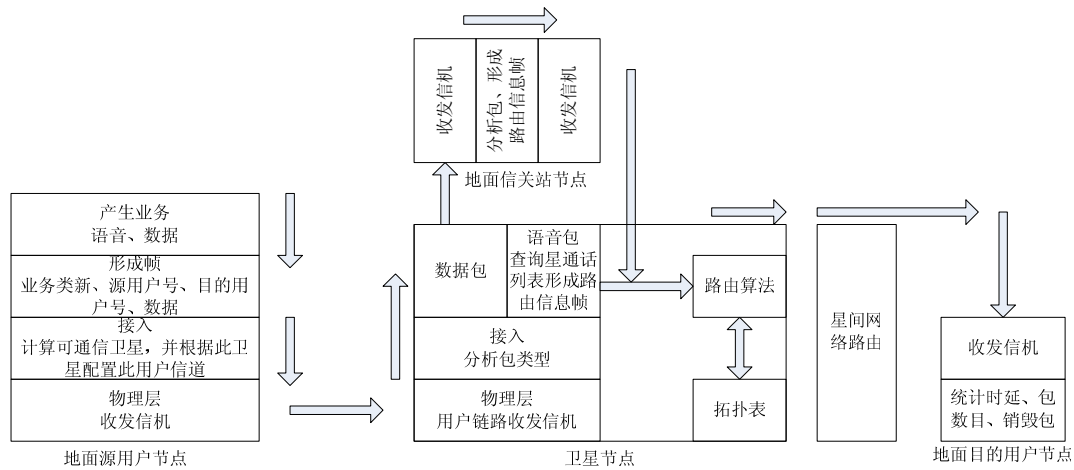 收发信机
分析包、形成
路由信息帧
收发信机
地面信关站节点
产生业务
语音、数据
形成帧
业务类新、源用户号、目的用
户号、数据
接入
计算可通信卫星，并根据此卫
星配置此用户信道
物理层
收发信机
地面源用户节点
数据包
语音包
查询星通话
列表形成路
由信息帧
接入
分析包类型
物理层
用户链路收发信机
路由算法
拓扑表
卫星节点
星间网
络路由
收发信机
统计时延、包
数目、销毁包
地面目的用户节点